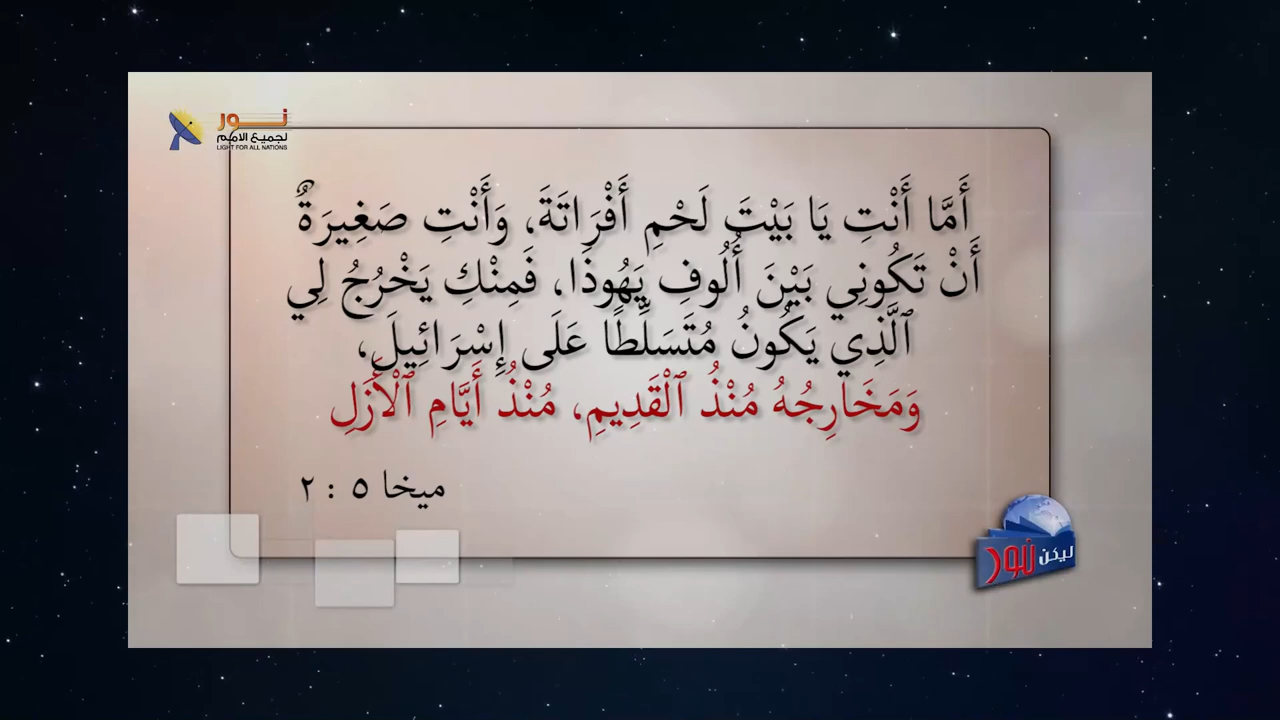 نور
لجميع الامم
LIGHT FOR ALL NATIONS
أَمَّا أَنْتِ يَا بَيْتَ لَحْمِ أَفْرَاتَةَ، وَأَنْتِ صَغِيرَةٌ
أَنْ تَكُونِي بَيْنَ أُلُوفِ يَهُوذَا، فَمِنْكِ يَخْرُجُ لِي
ٱلَّذِي يَكُونُ مُتَسَلِّطًا عَلَى إِسْرَائِيلَ،
وَمَخَارِجُهُ مُنْذُ ٱلْقَدِيمِ، مُنْذُ أَيَّامِ ٱلْأَزَلِ
ميخا ٥ : ٢
ليكن نور